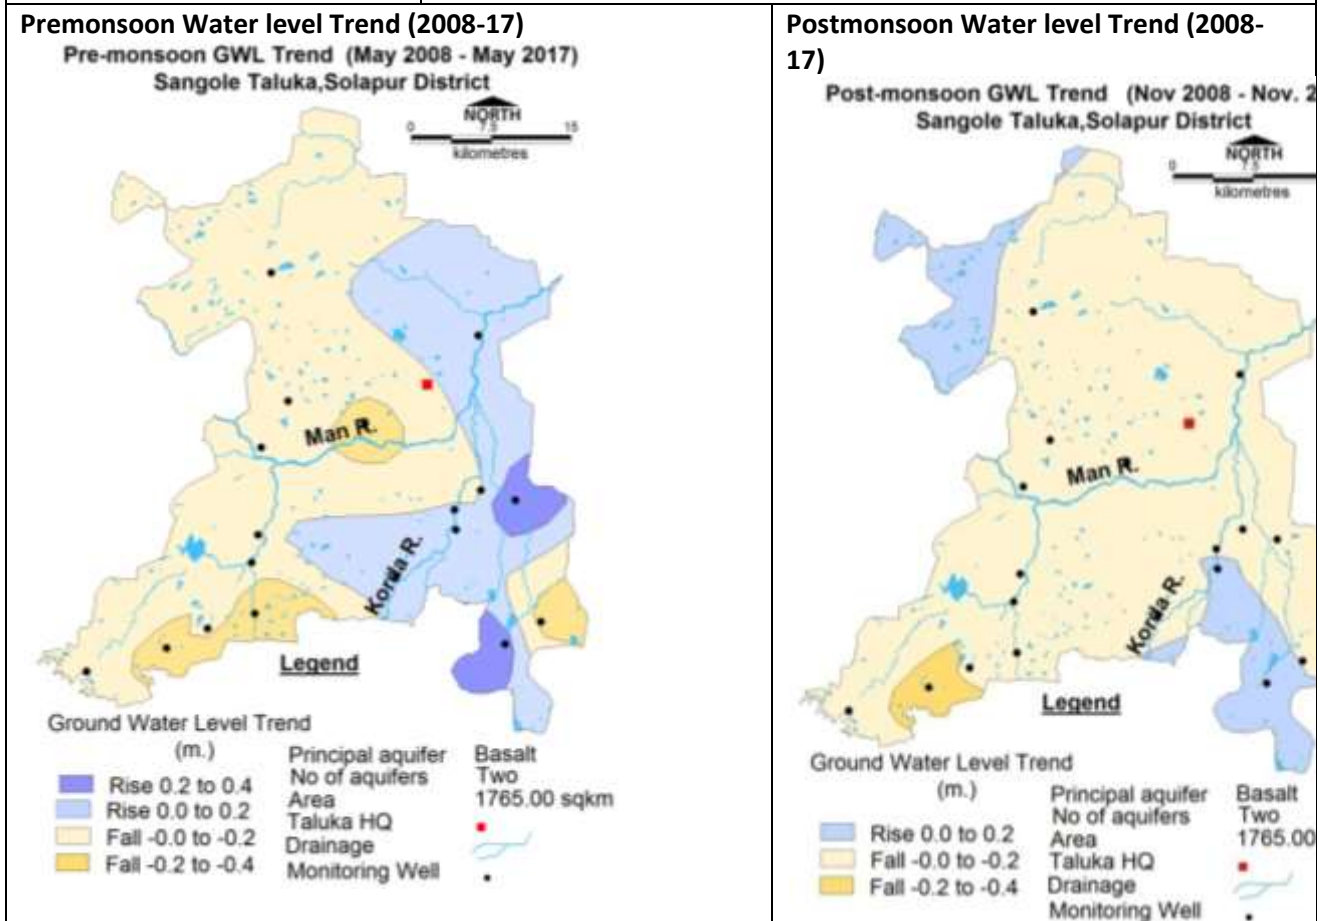 Premonsoon Water level Trend (2008-17)
Pre-monsoon GWL Trend (May 2008 - May 2017)
Sangole Taluka,Solapur District
NORTH
0 7.5 15
kilometres
Man R.
Korda R.
Legend
Ground Water Level Trend
(m.)
Rise 0.2 to 0.4
Rise 0.0 to 0.2
Fall -0.0 to -0.2
Fall -0.2 to -0.4
Principal aquifer Basalt
No of aquifers Two
Area 1765.00 sqkm
Taluka HQ
Drainage
Monitoring Well
Postmonsoon Water level Trend (2008-
17)
Post-monsoon GWL Trend (Nov 2008 - Nov. 2
Sangole Taluka,Solapur District
NORTH
0 7.5
kilometres
Man R.
Korda R.
Legend
Ground Water Level Trend
(m.)
Rise 0.0 to 0.2
Fall -0.0 to -0.2
Fall -0.2 to -0.4
Principal aquifer Basalt
No of aquifers Two
Area 1765.00
Taluka HQ
Drainage
Monitoring Well